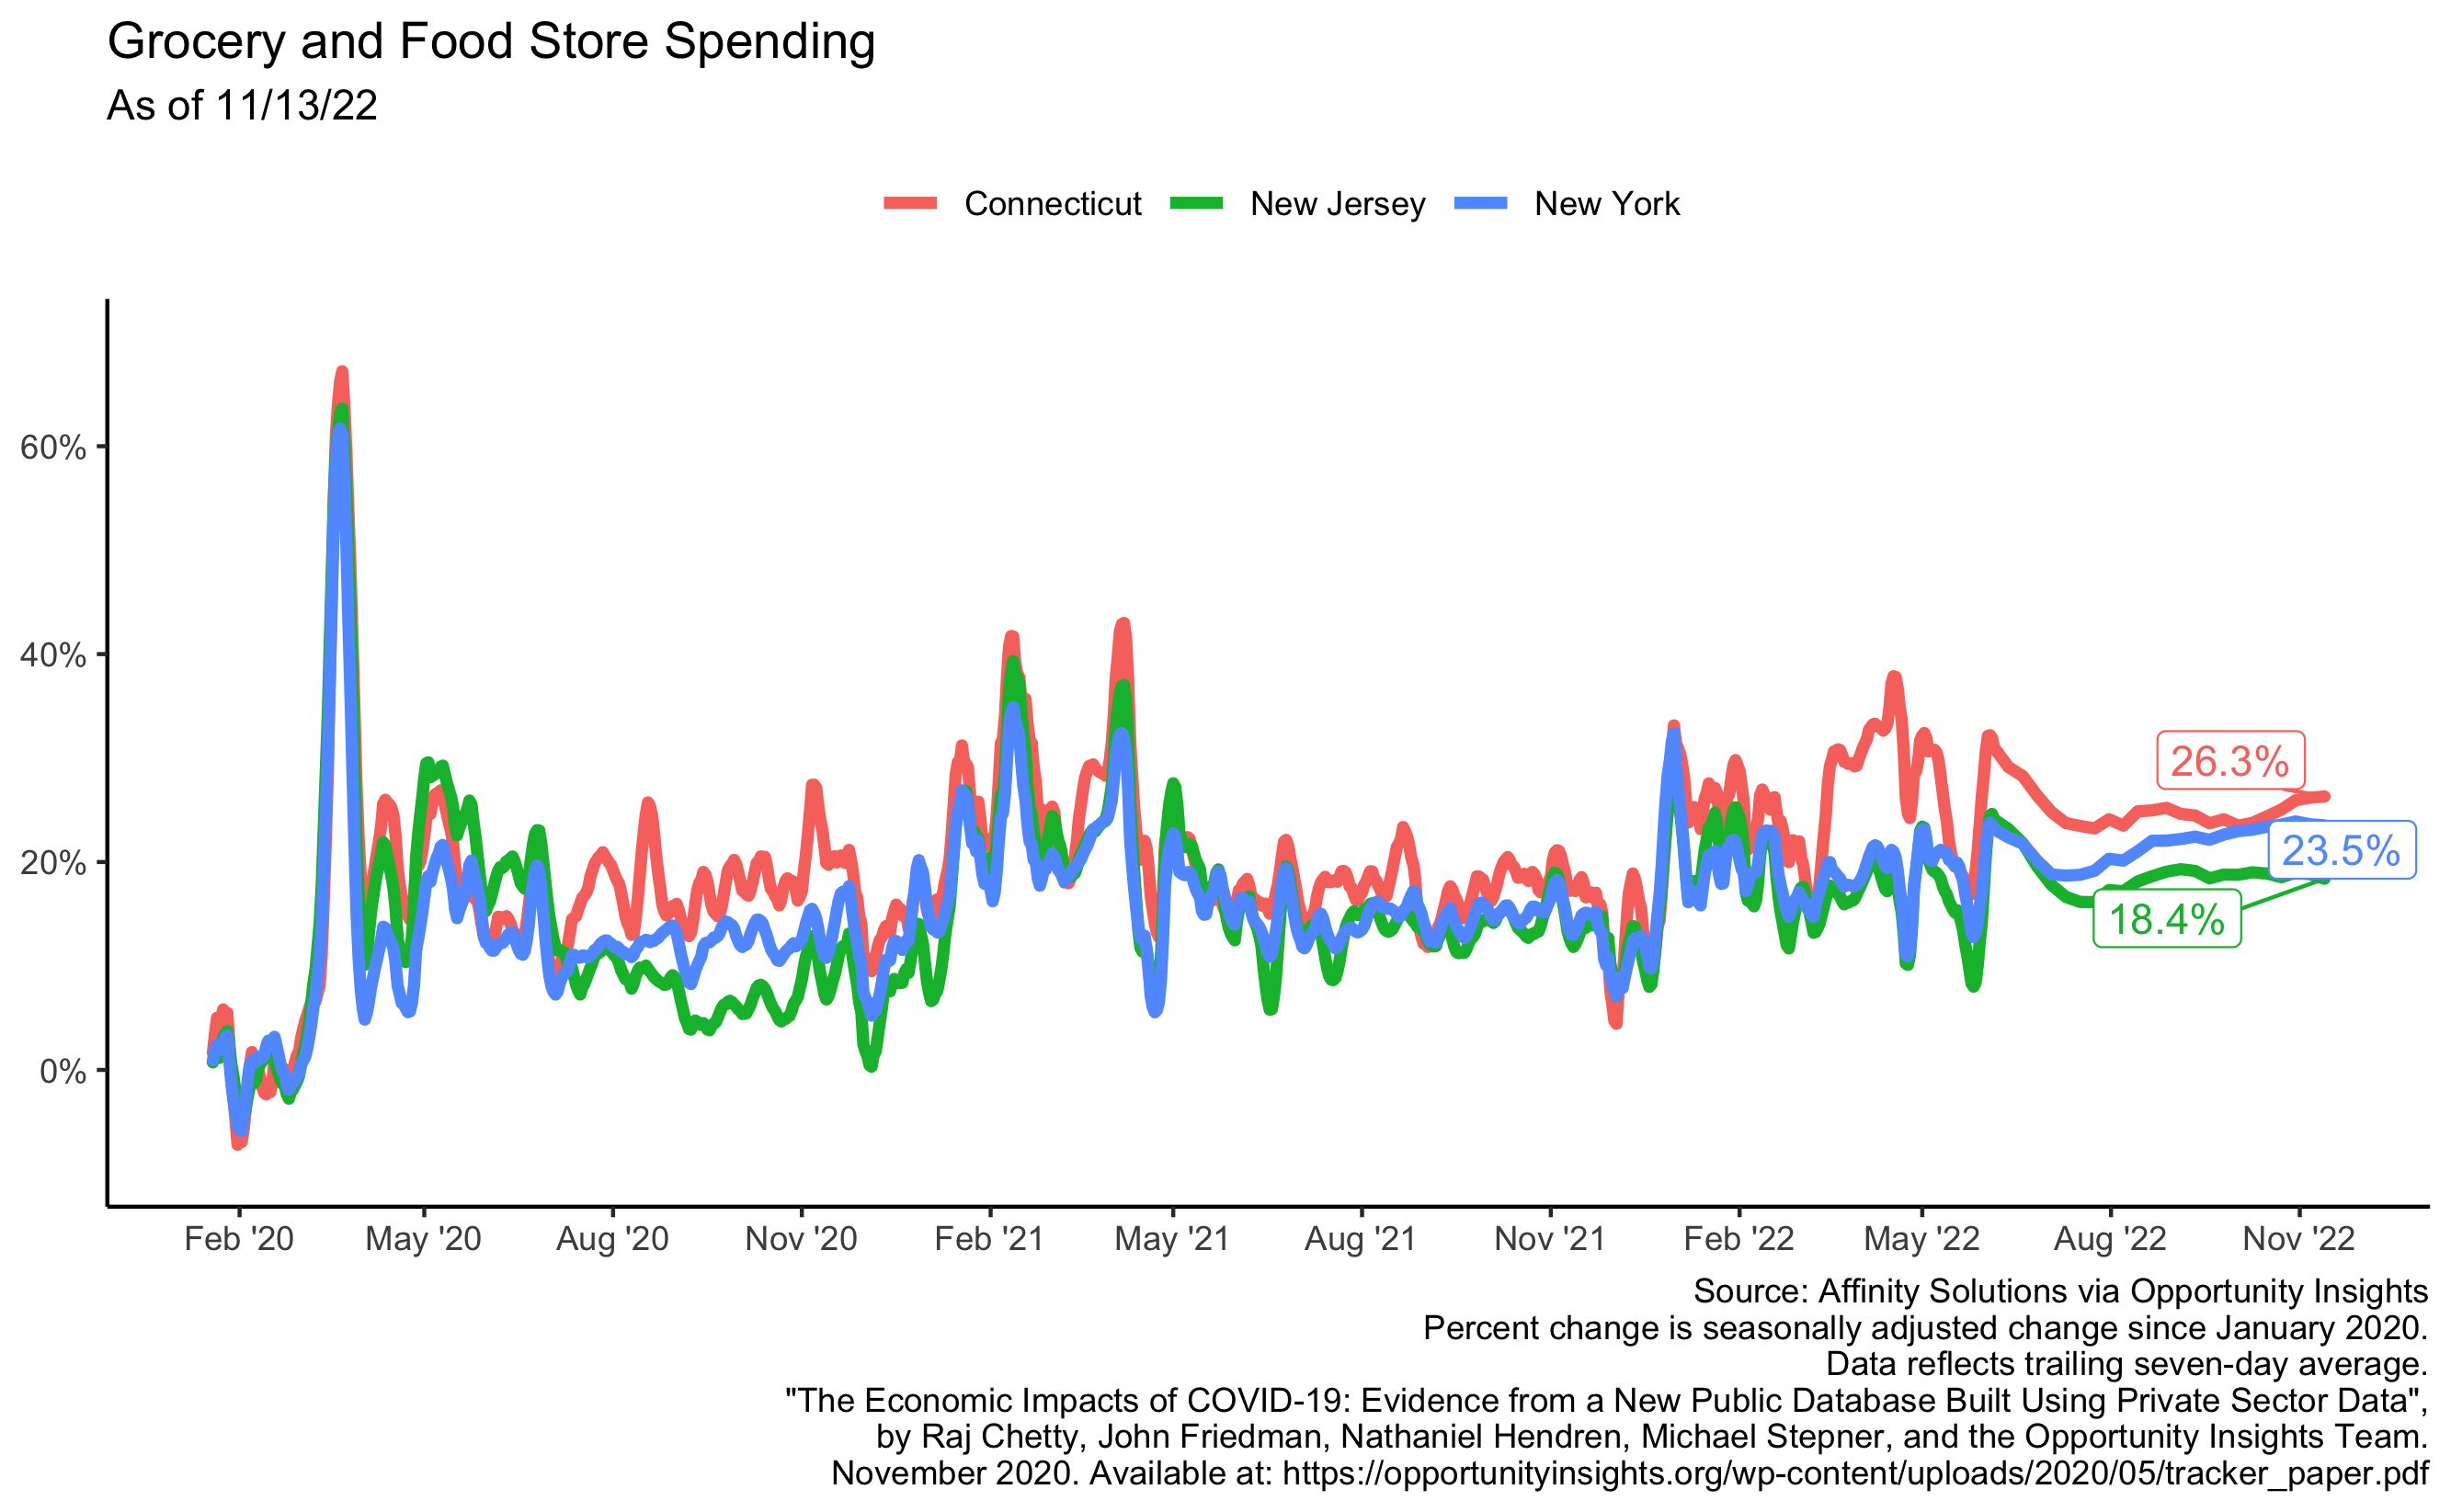 Grocery and Food Store Spending
As of 11/13/22
Connecticut New Jersey New York
60%
40%
20%
0%
26.3%
23.5%
18.4%
Feb '20 May '20 Aug '20 Nov '20 Feb '21 May '21 Aug '21 Nov '21 Feb '22 May '22 Aug '22 Nov '22
Source: Affinity Solutions via Opportunity Insights
Percent change is seasonally adjusted change since January 2020.
Data reflects trailing seven-day average.
"The Economic Impacts of COVID-19: Evidence from a New Public Database Built Using Private Sector Data",
by Raj Chetty, John Friedman, Nathaniel Hendren, Michael Stepner, and the Opportunity Insights Team.
November 2020. Available at: https://opportunityinsights.org/wp-content/uploads/2020/05/tracker_paper.pdf